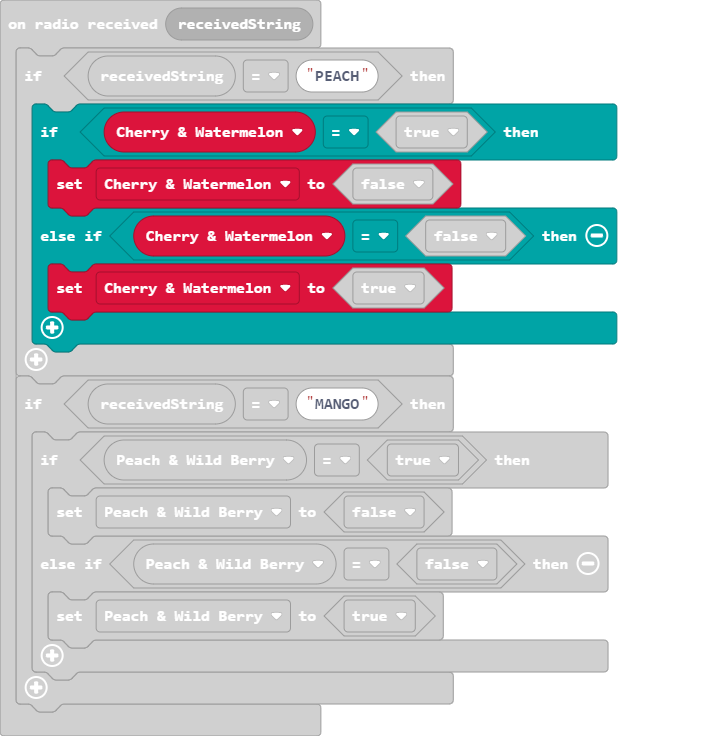 on radio received receivedString
if receivedString = "PEACH" then
if Cherry & Watermelon = true then
set Cherry & Watermelon to false
else if Cherry & Watermelon = false then
set Cherry & Watermelon to true
if receivedString = "MANGO" then
if Peach & Wild Berry = true then
set Peach & Wild Berry to false
else if Peach & Wild Berry = false then
set Peach & Wild Berry to true